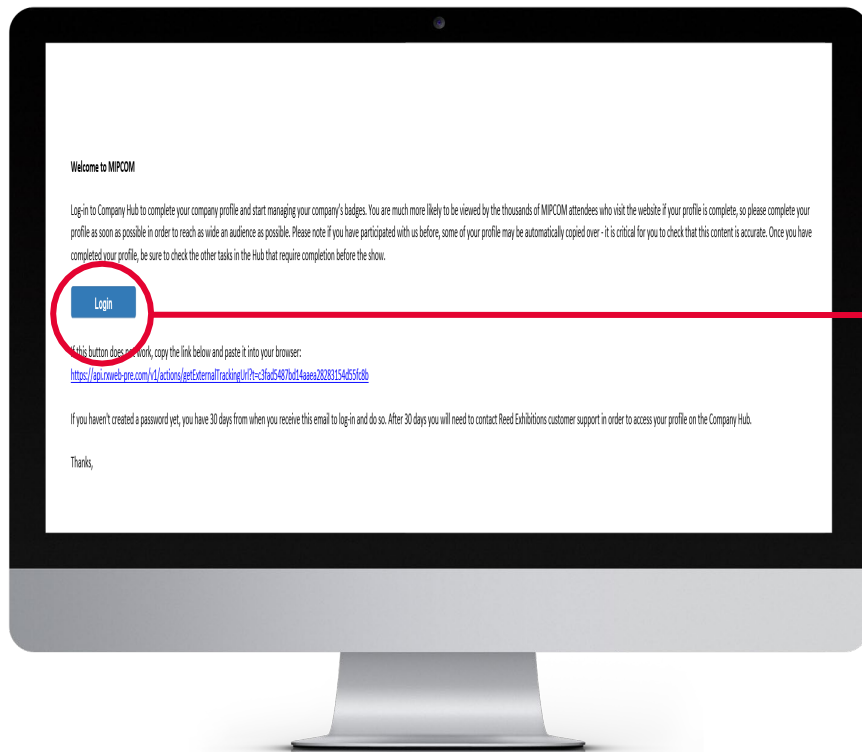 Welcome to MIPCOM
Log-in to Company Hub to complete your company profile and start managing your company's badges. You are much more likely to be viewed by the thousands of MIPCOM attendees who visit the website if your profile is complete, so please complete your
profile as soon as possible in order to reach as wide an audience as possible. Please note if you have participated with us before, some of your profile may be automatically copied over - it is critical for you to check that this content is accurate. Once you have
completed your profile, be sure to check the other tasks in the Hub that require completion before the show.
Login
If this button does not work, copy the link below and paste it into your browser:
https://api.rxweb-pre.com/v1/actions/getExternalTrackingUrl?t=c3fad5487bd14aaea28283154d55fc8b
If you haven't created a password yet, you have 30 days from when you receive this email to log-in and do so. After 30 days you will need to contact Reed Exhibitions customer support in order to access your profile on the Company Hub.
Thanks,